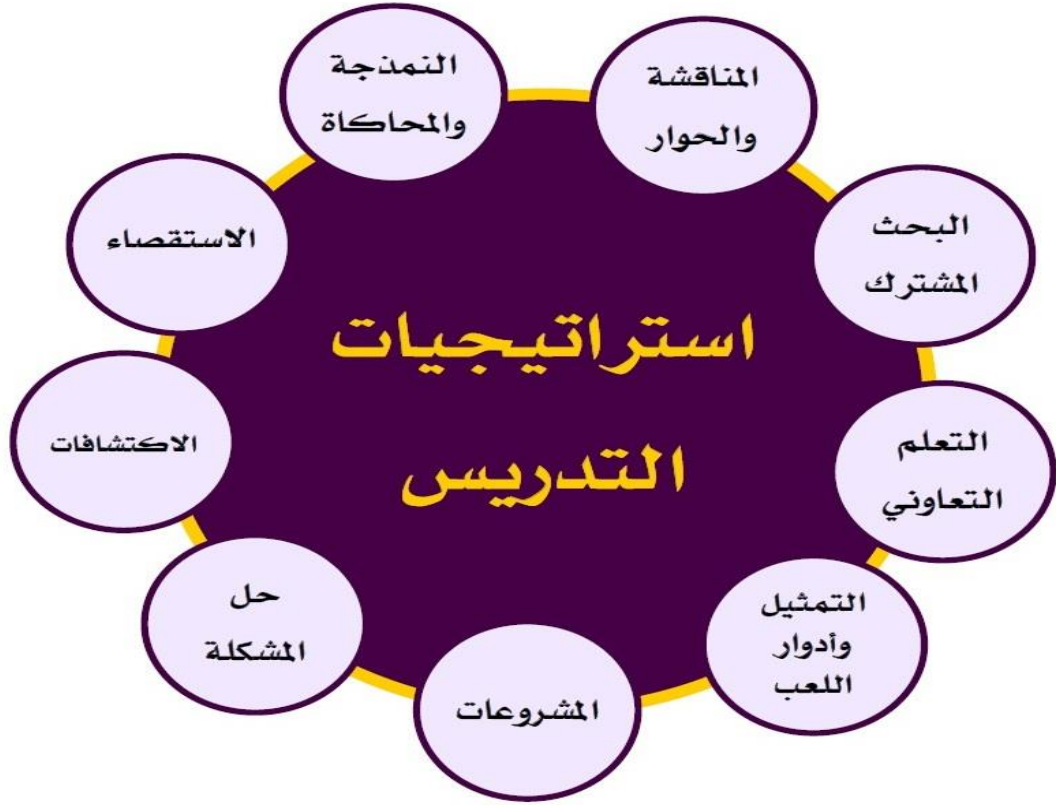 استراتيجيات
التدريس
المناقشة
والحوار
البحث
المشترك
التعلم
التعاوني
التمثيل
وأدوار
اللعب
المشروعات
حل
المشكلة
الاكتشافات
الاستقصاء
النمذجة
والمحاكاة